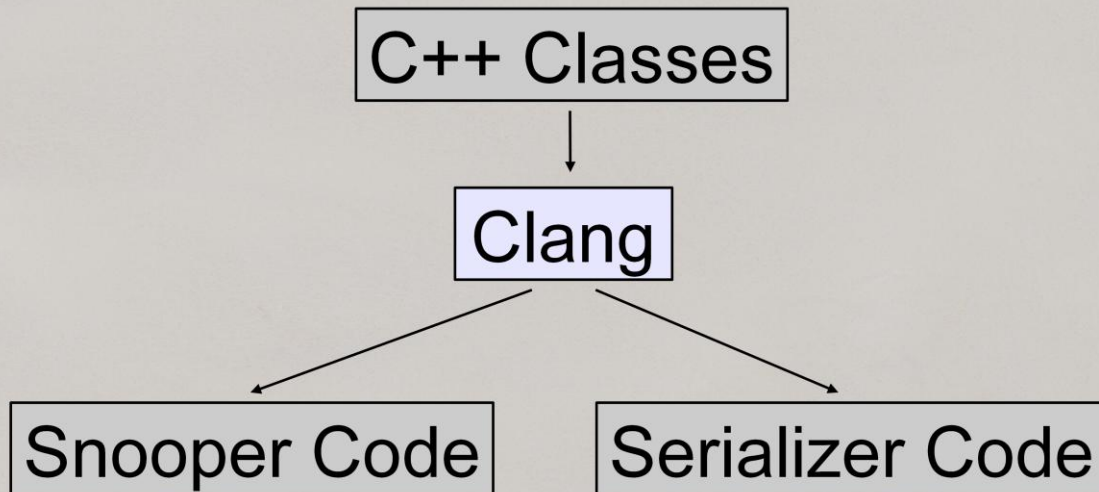 C++ Classes
Clang
Snooper Code
Serializer Code